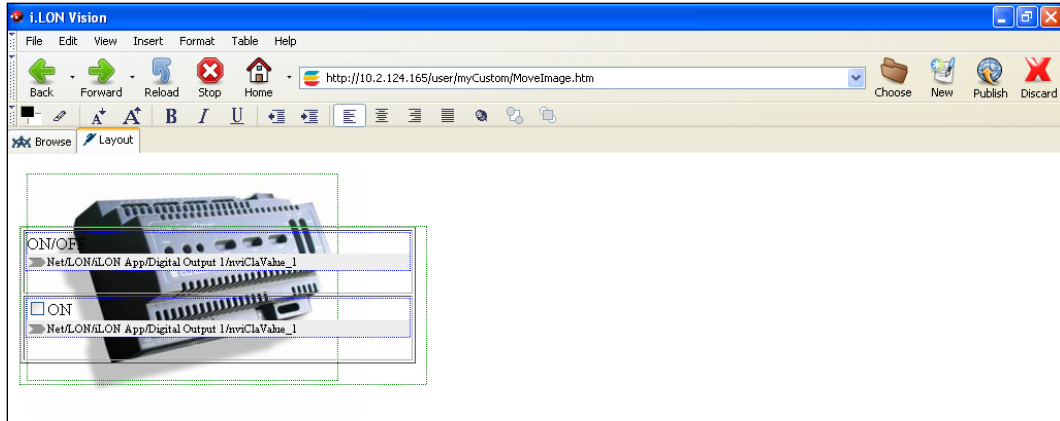 i.LON Vision
File Edit View Insert Format Table Help
Back Forward Reload Stop Home http://10.2.124.165/user/myCustom/MoveImage.htm Choose New Publish Discard
A A B I U
Browse Layout
ON/OFF
Net/LON/iLON App/Digital Output 1/nviClaValue_1
ON
Net/LON/iLON App/Digital Output 1/nviClaValue_1